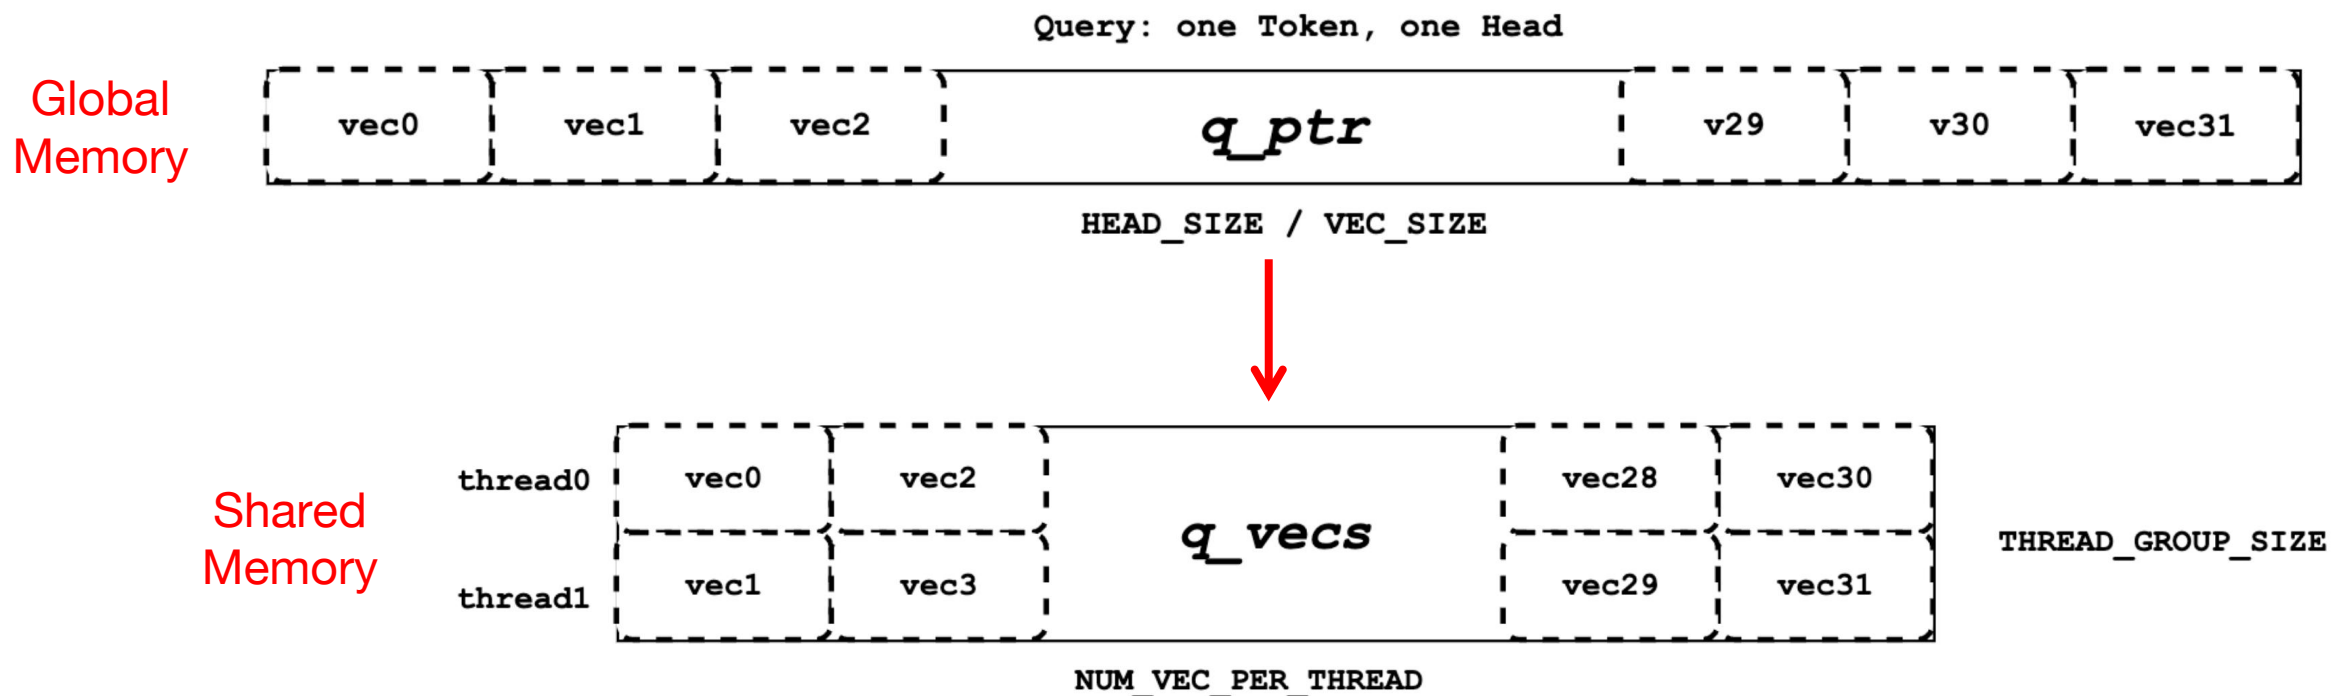 Query: one Token, one Head
Global
Memory
vec0 vec1 vec2 q_ptr v29 v30 vec31
HEAD_SIZE / VEC_SIZE
Shared
Memory
thread0 vec0 vec2 vec28 vec30
q_vecs
THREAD_GROUP_SIZE
thread1 vec1 vec3 vec29 vec31
NUM_VEC_PER_THREAD